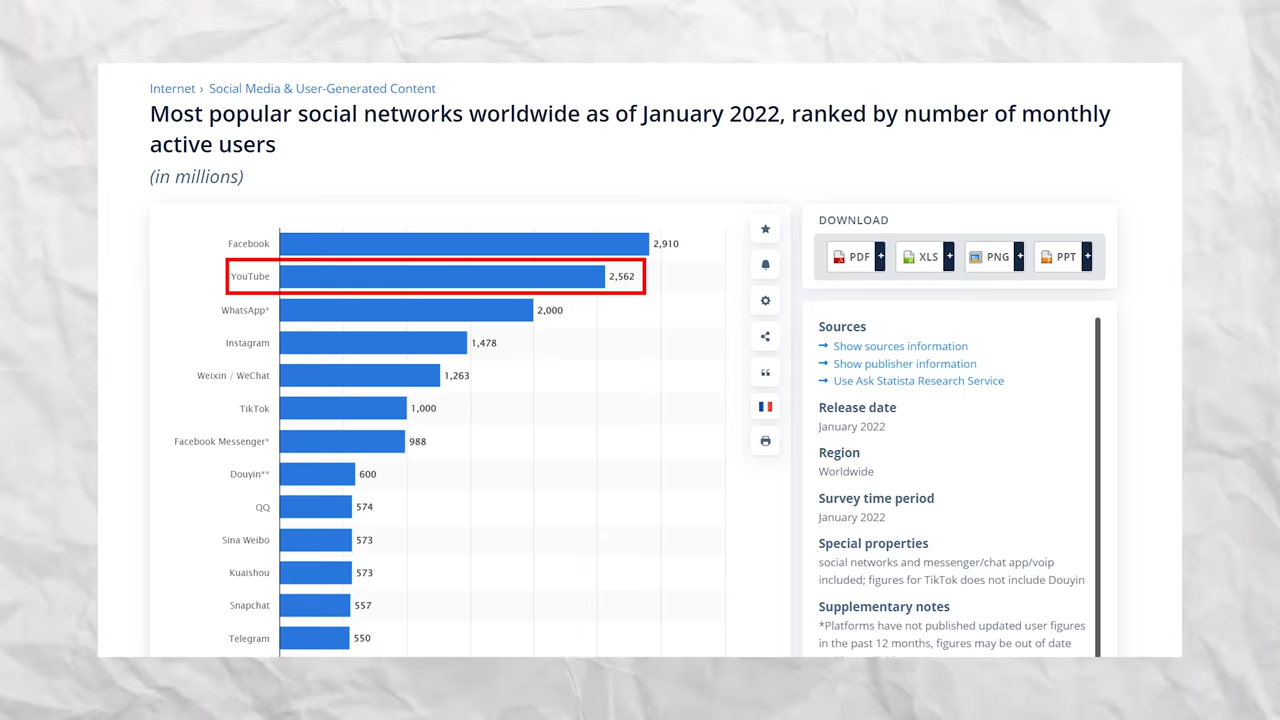 Internet › Social Media & User-Generated Content
Most popular social networks worldwide as of January 2022, ranked by number of monthly
active users
(in millions)
Facebook 2,910
YouTube 2,562
WhatsApp* 2,000
Instagram 1,478
Weixin / WeChat 1,263
TikTok 1,000
Facebook Messenger* 988
Douyin** 600
QQ 574
Sina Weibo 573
Kuaishou 573
Snapchat 557
Telegram 550
DOWNLOAD
PDF + XLS + PNG + PPT +
Sources
→ Show sources information
→ Show publisher information
→ Use Ask Statista Research Service
Release date
January 2022
Region
Worldwide
Survey time period
January 2022
Special properties
social networks and messenger/chat app/voip
included; figures for TikTok does not include Douyin
Supplementary notes
*Platforms have not published updated user figures
in the past 12 months, figures may be out of date